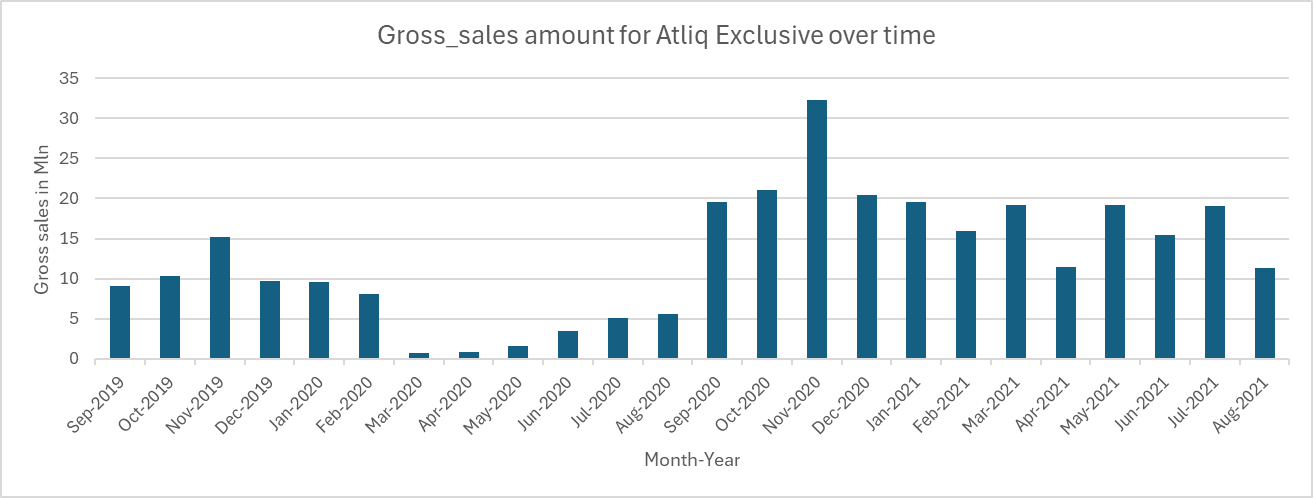 Gross_sales amount for Atliq Exclusive over time
Gross sales in Mln
35
30
25
20
15
10
5
0
Sep-2019
Oct-2019
Nov-2019
Dec-2019
Jan-2020
Feb-2020
Mar-2020
Apr-2020
May-2020
Jun-2020
Jul-2020
Aug-2020
Sep-2020
Oct-2020
Nov-2020
Dec-2020
Jan-2021
Feb-2021
Mar-2021
Apr-2021
May-2021
Jun-2021
Jul-2021
Aug-2021
Month-Year